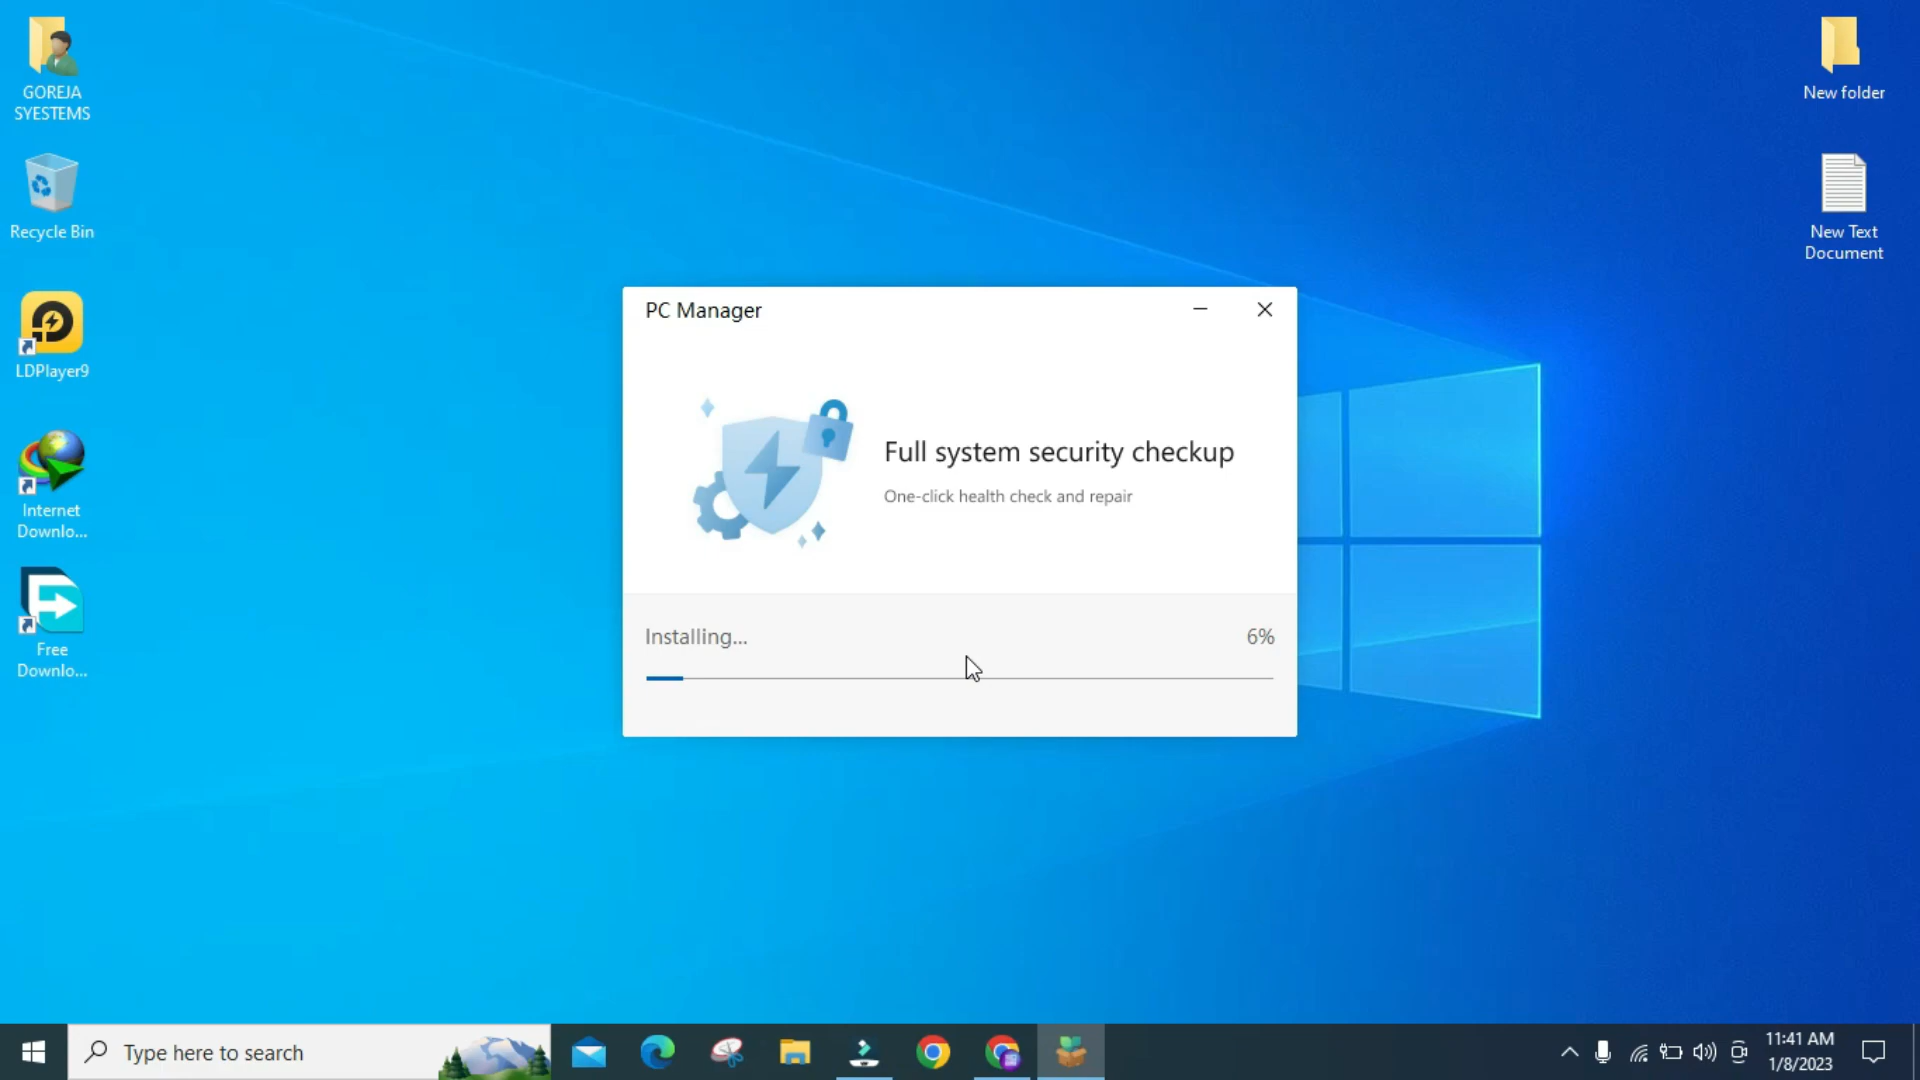 GOREJA
SYESTEMS
Recycle Bin
LDPlayer9
Internet
Downlo...
Free
Downlo...
New folder
New Text
Document
PC Manager
Full system security checkup
One-click health check and repair
Installing...
6%
Type here to search
11:41 AM
1/8/2023